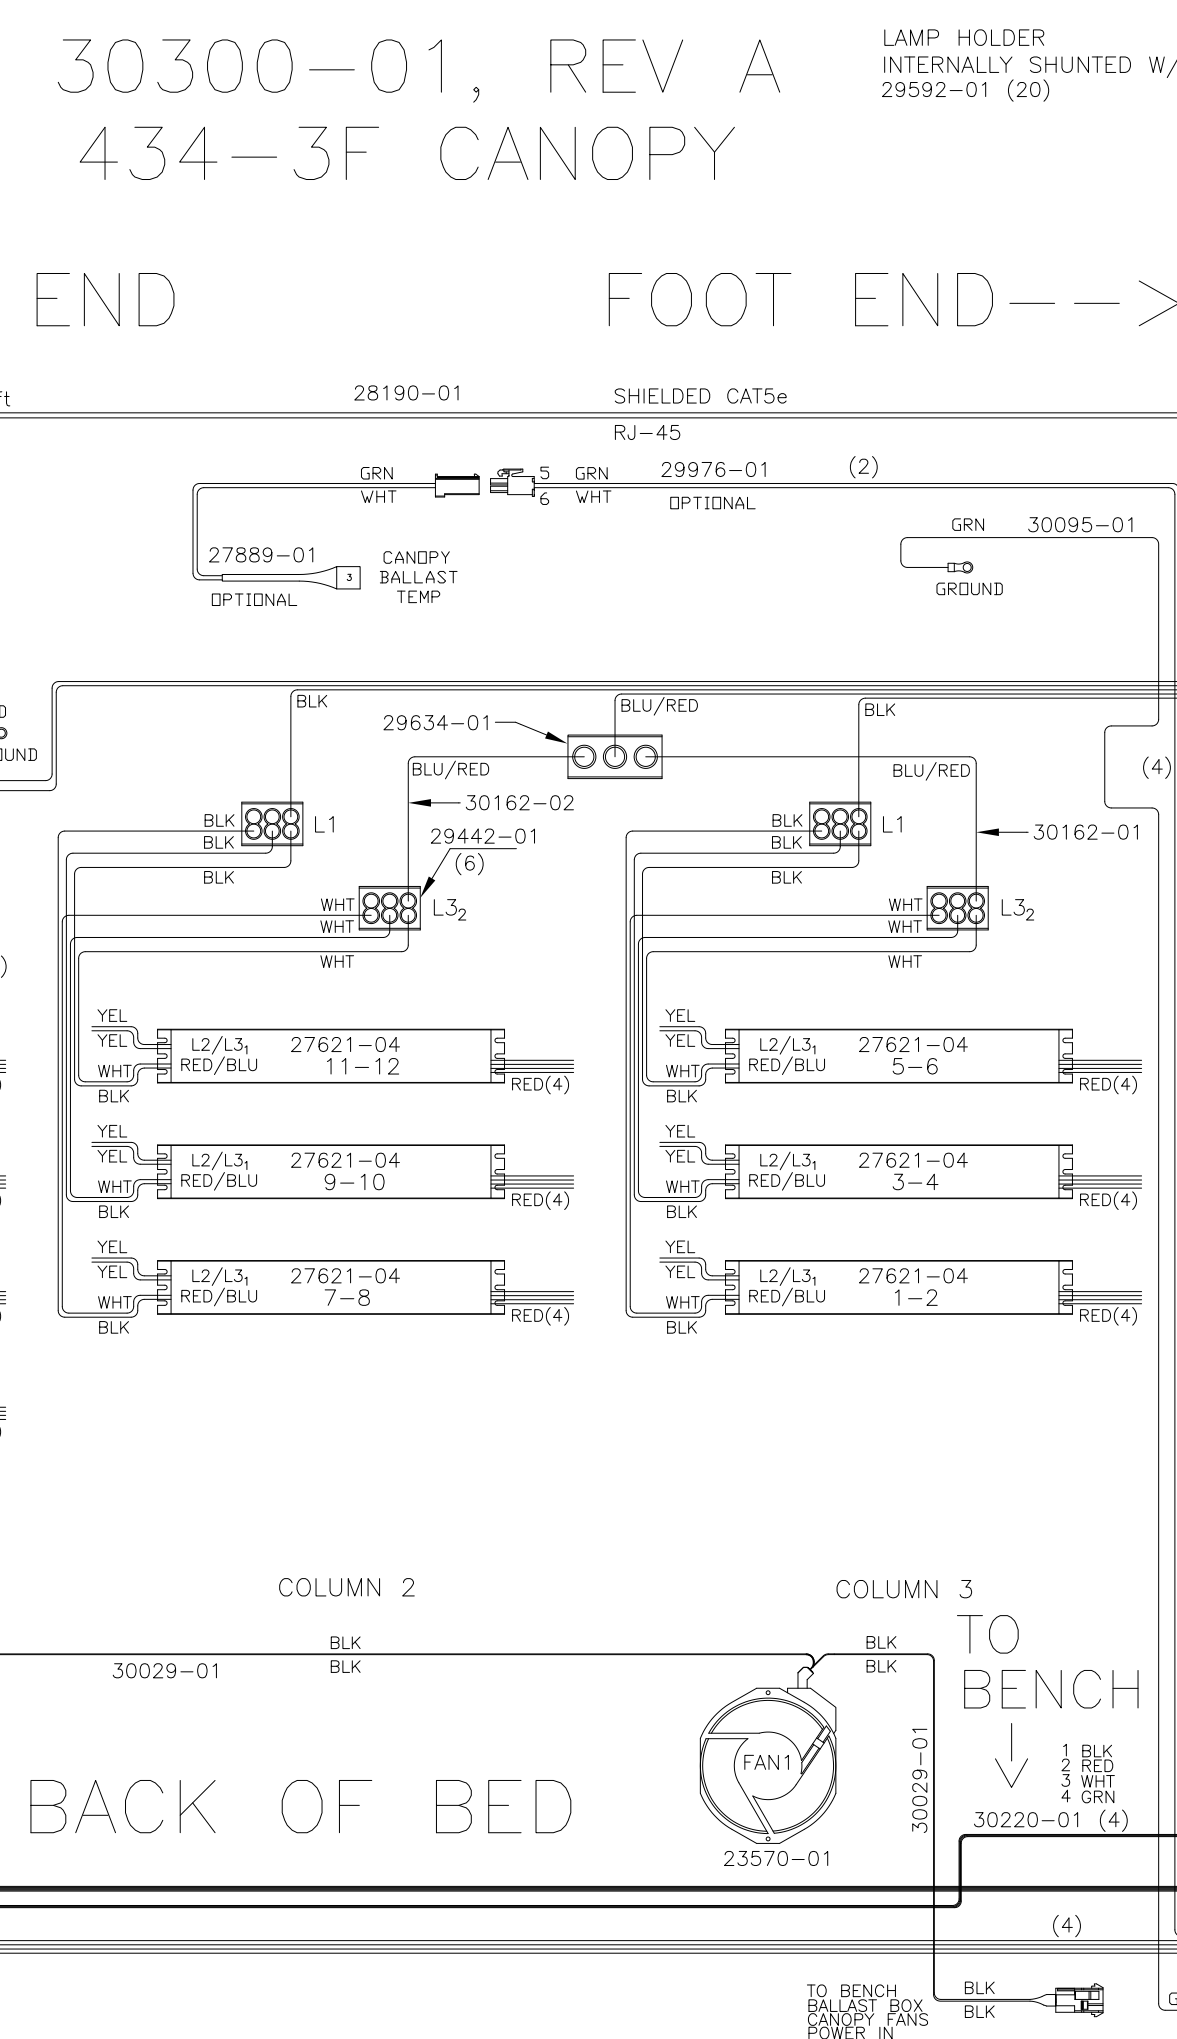 30300-01, REV A
434-3F CANOPY
LAMP HOLDER
INTERNALLY SHUNTED W/
29592-01 (20)
END
FOOT END-->
ft
28190-01
SHIELDED CAT5e
RJ-45
GRN
WHT
5
6
GRN
WHT
29976-01
(2)
OPTIONAL
27889-01
OPTIONAL
3
CANOPY
BALLAST
TEMP
GRN
30095-01
GROUND
BLK
29634-01
BLU/RED
BLK
BLU/RED
BLU/RED
(4)
30162-02
BLK
BLK
L1
BLK
29442-01
(6)
BLK
BLK
L1
BLK
30162-01
WHT
WHT
L3₂
WHT
WHT
WHT
L3₂
WHT
YEL
YEL
WHT
BLK
L2/L3₁
RED/BLU
27621-04
11-12
RED(4)
YEL
YEL
WHT
BLK
L2/L3₁
RED/BLU
27621-04
5-6
RED(4)
YEL
YEL
WHT
BLK
L2/L3₁
RED/BLU
27621-04
9-10
RED(4)
YEL
YEL
WHT
BLK
L2/L3₁
RED/BLU
27621-04
3-4
RED(4)
YEL
YEL
WHT
BLK
L2/L3₁
RED/BLU
27621-04
7-8
RED(4)
YEL
YEL
WHT
BLK
L2/L3₁
RED/BLU
27621-04
1-2
RED(4)
COLUMN 2
COLUMN 3
TO
BENCH
30029-01
BLK
BLK
BLK
BLK
FAN1
23570-01
30029-01
1 BLK
2 RED
3 WHT
4 GRN
30220-01 (4)
BACK OF BED
(4)
TO BENCH
BALLAST BOX
CANOPY FANS
POWER IN
BLK
BLK